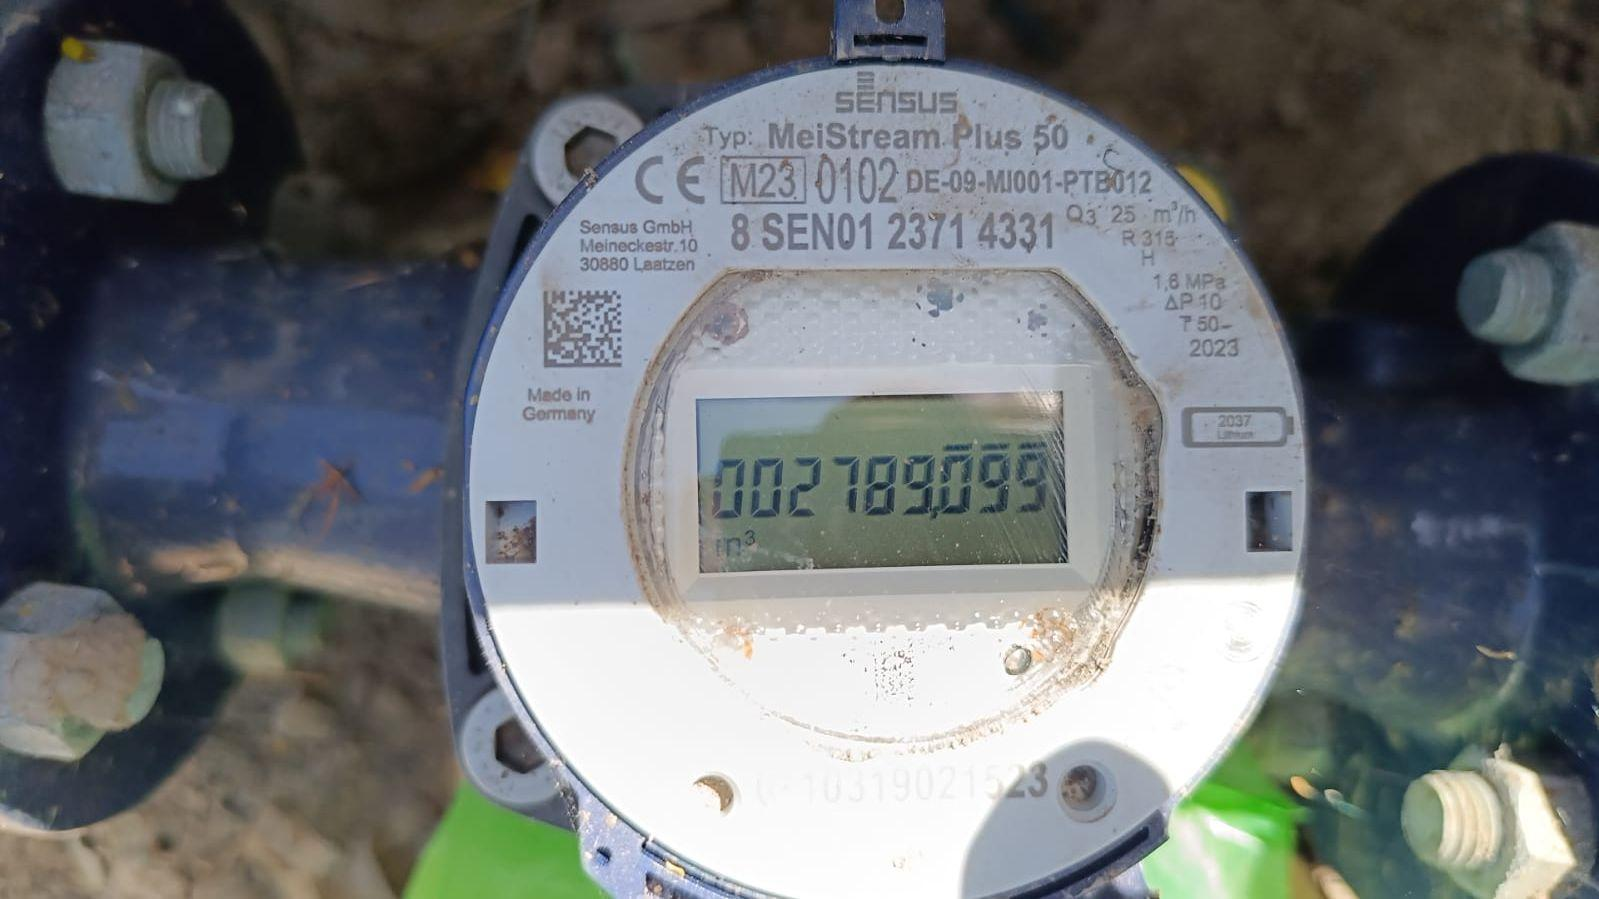 SENSUS
Typ: MeiStream Plus 50
CE M23 0102 DE-09-MI001-PTB012
8 SEN01 2371 4331
Q3 25 m³/h
R 315
H
Sensus GmbH
Meineckestr.10
30880 Laatzen
1,6 MPa
ΔP 10
T 50
2023
Made in
Germany
2037
Lithium
002789,099
m³
10319021523